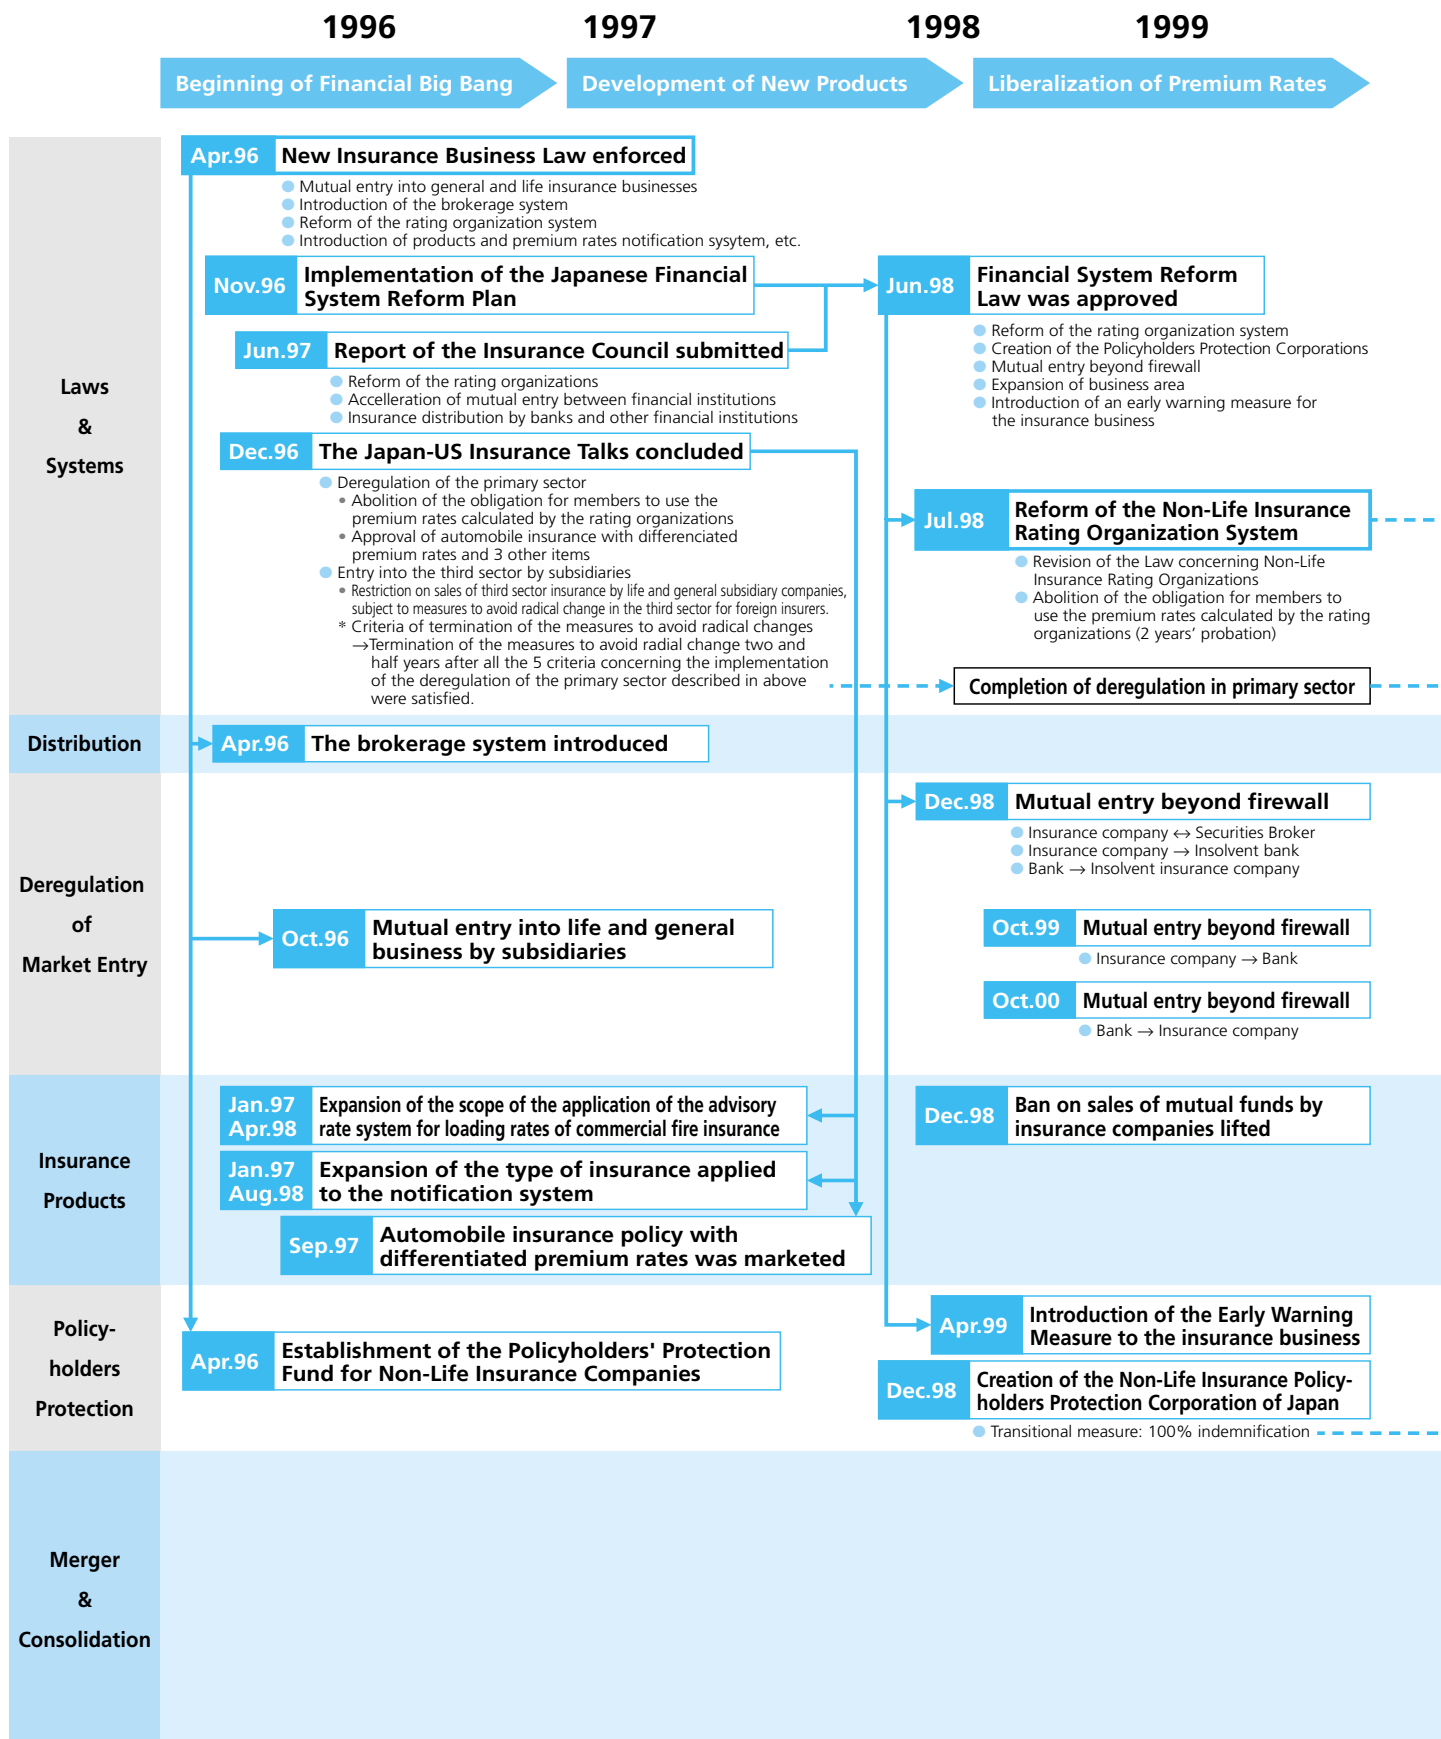 1996
1997
1998
1999
Beginning of Financial Big Bang
Development of New Products
Liberalization of Premium Rates
Laws
&
Systems
Apr.96
New Insurance Business Law enforced
● Mutual entry into general and life insurance businesses
● Introduction of the brokerage system
● Reform of the rating organization system
● Introduction of products and premium rates notification sysytem, etc.
Nov.96
Implementation of the Japanese Financial
System Reform Plan
Jun.97
Report of the Insurance Council submitted
● Reform of the rating organizations
● Accelleration of mutual entry between financial institutions
● Insurance distribution by banks and other financial institutions
Dec.96
The Japan-US Insurance Talks concluded
● Deregulation of the primary sector
• Abolition of the obligation for members to use the
premium rates calculated by the rating organizations
• Approval of automobile insurance with differenciated
premium rates and 3 other items
● Entry into the third sector by subsidiaries
• Restriction on sales of third sector insurance by life and general subsidiary companies,
subject to measures to avoid radical change in the third sector for foreign insurers.
* Criteria of termination of the measures to avoid radical changes
→Termination of the measures to avoid radial change two and
half years after all the 5 criteria concerning the implementation
of the deregulation of the primary sector described in above
were satisfied.
Jun.98
Financial System Reform
Law was approved
● Reform of the rating organization system
● Creation of the Policyholders Protection Corporations
● Mutual entry beyond firewall
● Expansion of business area
● Introduction of an early warning measure for
the insurance business
Jul.98
Reform of the Non-Life Insurance
Rating Organization System
● Revision of the Law concerning Non-Life
Insurance Rating Organizations
● Abolition of the obligation for members to
use the premium rates calculated by the rating
organizations (2 years' probation)
Completion of deregulation in primary sector
Distribution
Apr.96
The brokerage system introduced
Deregulation
of
Market Entry
Oct.96
Mutual entry into life and general
business by subsidiaries
Dec.98
Mutual entry beyond firewall
● Insurance company ↔ Securities Broker
● Insurance company → Insolvent bank
● Bank → Insolvent insurance company
Oct.99
Mutual entry beyond firewall
● Insurance company → Bank
Oct.00
Mutual entry beyond firewall
● Bank → Insurance company
Insurance
Products
Jan.97
Apr.98
Expansion of the scope of the application of the advisory
rate system for loading rates of commercial fire insurance
Jan.97
Aug.98
Expansion of the type of insurance applied
to the notification system
Sep.97
Automobile insurance policy with
differentiated premium rates was marketed
Dec.98
Ban on sales of mutual funds by
insurance companies lifted
Policy-
holders
Protection
Apr.96
Establishment of the Policyholders' Protection
Fund for Non-Life Insurance Companies
Apr.99
Introduction of the Early Warning
Measure to the insurance business
Dec.98
Creation of the Non-Life Insurance Policy-
holders Protection Corporation of Japan
● Transitional measure: 100% indemnification
Merger
&
Consolidation